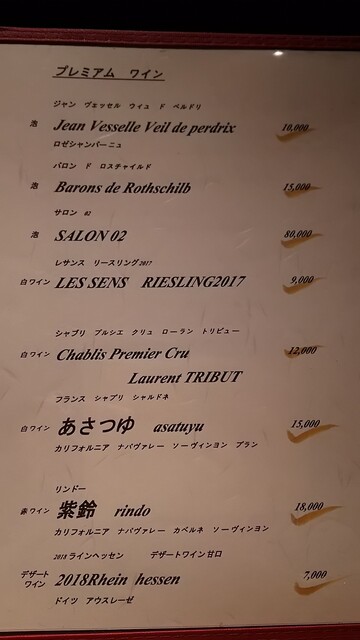 プレミアム ワイン
ジャン ヴェッセル ウィユ ド ペルドリ
泡 Jean Vesselle Veil de perdrix 10,000
ロゼシャンパーニュ
バロン ド ロスチャイルド
泡 Barons de Rothschilb 15,000
サロン 02
泡 SALON 02 80,000
レサンス リースリング2017
白ワイン LES SENS RIESLING2017 9,000
シャブリ プルシエ クリュ ローラン トリビュー
白ワイン Chablis Premier Cru 12,000
Laurent TRIBUT
フランス シャブリ シャルドネ
白ワイン あさつゆ asatuyu 15,000
カリフォルニア ナパヴァレー ソーヴィンヨン ブラン
リンドー
赤ワイン 紫鈴 rindo 18,000
カリフォルニア ナパヴァレー カベルネ ソーヴィンヨン
2018ラインヘッセン デザートワイン甘口
デザートワイン 2018Rhein hessen 7,000
ドイツ アウスレーゼ